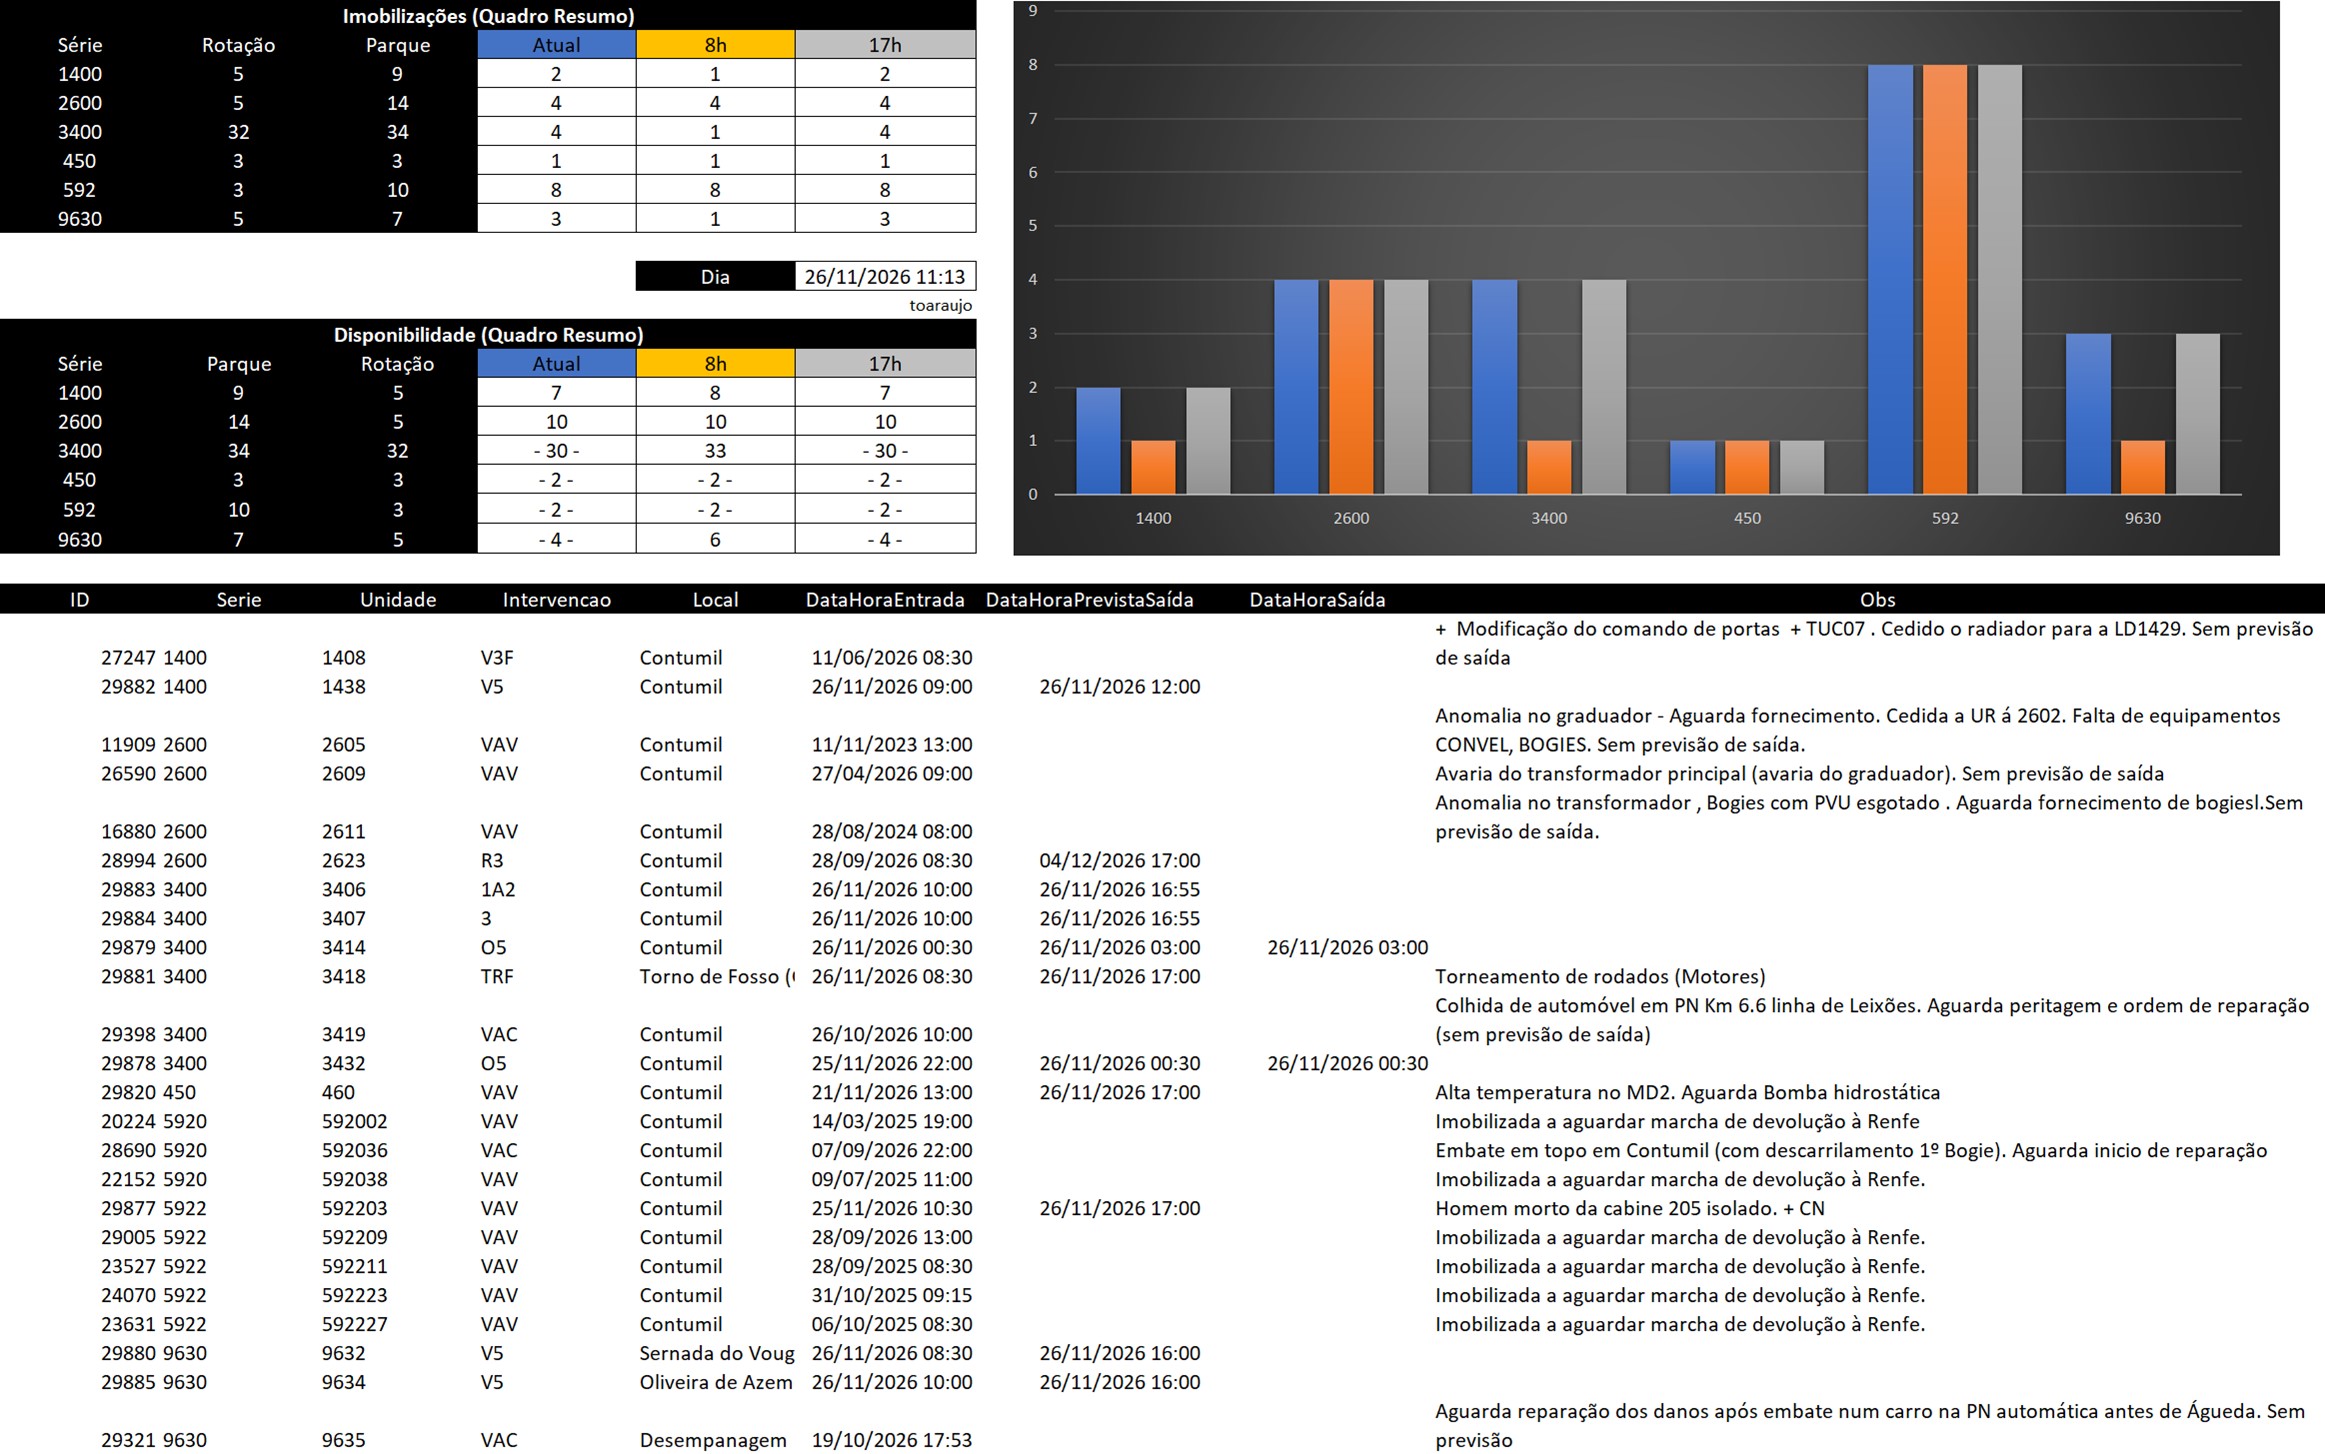 Imobilizações (Quadro Resumo)
Série Rotação Parque Atual 8h 17h
1400 5 9 2 1 2
2600 5 14 4 4 4
3400 32 34 4 1 4
450 3 3 1 1 1
592 3 10 8 8 8
9630 5 7 3 1 3
Dia 26/11/2026 11:13
toaraujo
Disponibilidade (Quadro Resumo)
Série Parque Rotação Atual 8h 17h
1400 9 5 7 8 7
2600 14 5 10 10 10
3400 34 32 - 30 - 33 - 30 -
450 3 3 - 2 - - 2 - - 2 -
592 10 3 - 2 - - 2 - - 2 -
9630 7 5 - 4 - 6 - 4 -
9
8
7
6
5
4
3
2
1
0
1400 2600 3400 450 592 9630
ID Serie Unidade Intervencao Local DataHoraEntrada DataHoraPrevistaSaída DataHoraSaída Obs
+ Modificação do comando de portas + TUC07 . Cedido o radiador para a LD1429. Sem previsão
27247 1400 1408 V3F Contumil 11/06/2026 08:30 de saída
29882 1400 1438 V5 Contumil 26/11/2026 09:00 26/11/2026 12:00
Anomalia no graduador - Aguarda fornecimento. Cedida a UR á 2602. Falta de equipamentos
11909 2600 2605 VAV Contumil 11/11/2023 13:00 CONVEL, BOGIES. Sem previsão de saída.
26590 2600 2609 VAV Contumil 27/04/2026 09:00 Avaria do transformador principal (avaria do graduador). Sem previsão de saída
Anomalia no transformador , Bogies com PVU esgotado . Aguarda fornecimento de bogiesl.Sem
16880 2600 2611 VAV Contumil 28/08/2024 08:00 previsão de saída.
28994 2600 2623 R3 Contumil 28/09/2026 08:30 04/12/2026 17:00
29883 3400 3406 1A2 Contumil 26/11/2026 10:00 26/11/2026 16:55
29884 3400 3407 3 Contumil 26/11/2026 10:00 26/11/2026 16:55
29879 3400 3414 O5 Contumil 26/11/2026 00:30 26/11/2026 03:00 26/11/2026 03:00
29881 3400 3418 TRF Torno de Fosso ( 26/11/2026 08:30 26/11/2026 17:00 Torneamento de rodados (Motores)
Colhida de automóvel em PN Km 6.6 linha de Leixões. Aguarda peritagem e ordem de reparação
29398 3400 3419 VAC Contumil 26/10/2026 10:00 (sem previsão de saída)
29878 3400 3432 O5 Contumil 25/11/2026 22:00 26/11/2026 00:30 26/11/2026 00:30
29820 450 460 VAV Contumil 21/11/2026 13:00 26/11/2026 17:00 Alta temperatura no MD2. Aguarda Bomba hidrostática
20224 5920 592002 VAV Contumil 14/03/2025 19:00 Imobilizada a aguardar marcha de devolução à Renfe
28690 5920 592036 VAC Contumil 07/09/2026 22:00 Embate em topo em Contumil (com descarrilamento 1º Bogie). Aguarda inicio de reparação
22152 5920 592038 VAV Contumil 09/07/2025 11:00 Imobilizada a aguardar marcha de devolução à Renfe.
29877 5922 592203 VAV Contumil 25/11/2026 10:30 26/11/2026 17:00 Homem morto da cabine 205 isolado. + CN
29005 5922 592209 VAV Contumil 28/09/2026 13:00 Imobilizada a aguardar marcha de devolução à Renfe.
23527 5922 592211 VAV Contumil 28/09/2025 08:30 Imobilizada a aguardar marcha de devolução à Renfe.
24070 5922 592223 VAV Contumil 31/10/2025 09:15 Imobilizada a aguardar marcha de devolução à Renfe.
23631 5922 592227 VAV Contumil 06/10/2025 08:30 Imobilizada a aguardar marcha de devolução à Renfe.
29880 9630 9632 V5 Sernada do Voug 26/11/2026 08:30 26/11/2026 16:00
29885 9630 9634 V5 Oliveira de Azem 26/11/2026 10:00 26/11/2026 16:00
Aguarda reparação dos danos após embate num carro na PN automática antes de Águeda. Sem
29321 9630 9635 VAC Desempanagem 19/10/2026 17:53 previsão